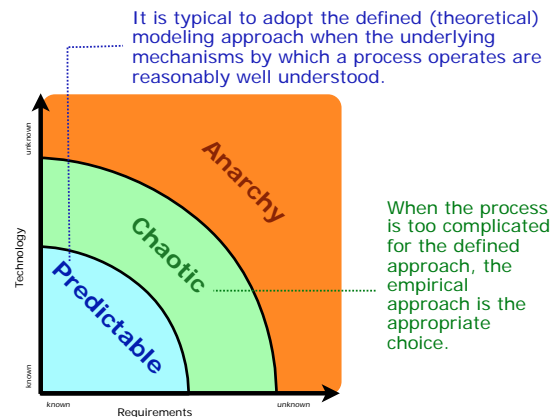 It is typical to adopt the defined (theoretical)
modeling approach when the underlying
mechanisms by which a process operates are
reasonably well understood.
unknown
Anarchy
When the process
is too complicated
for the defined
approach, the
empirical
approach is the
appropriate
choice.
Chaotic
Technology
Predictable
known
known
unknown
Requirements